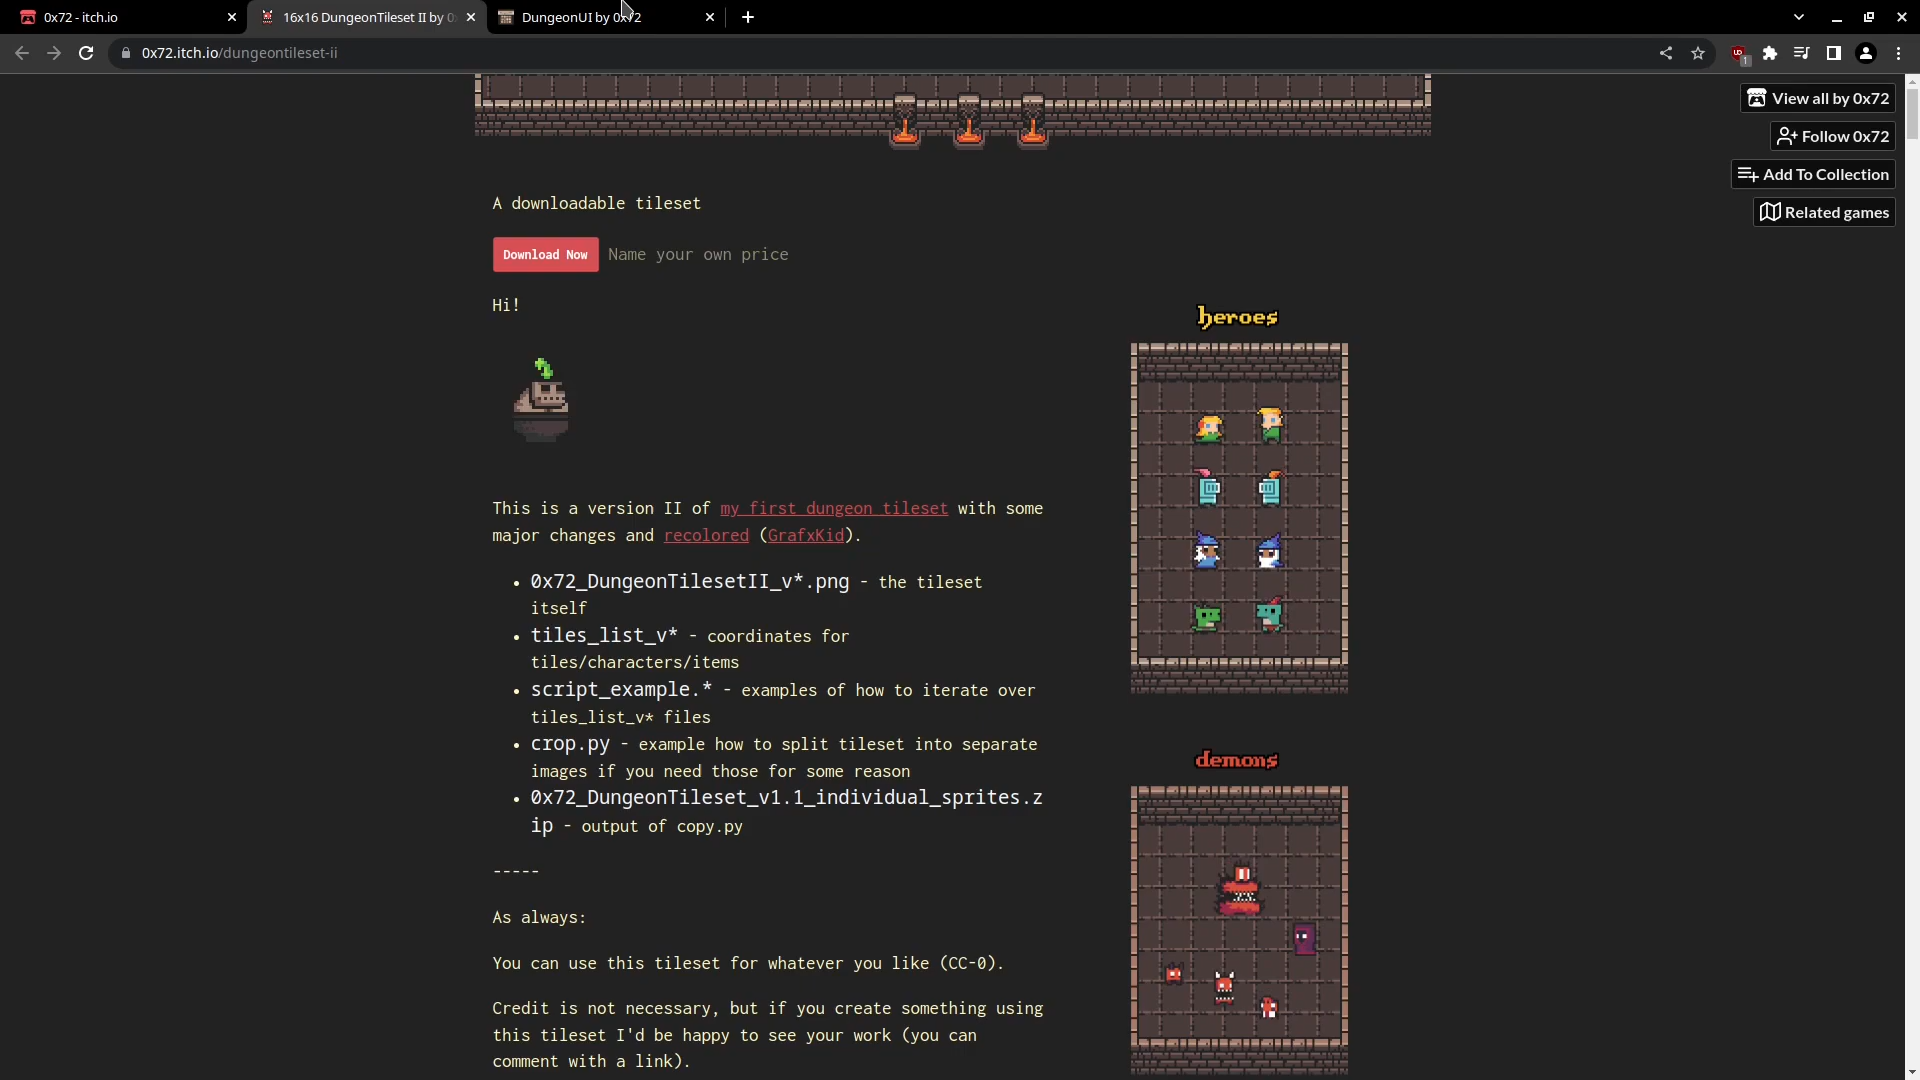 0x72 - itch.io
16x16 DungeonTileset II by 0x
DungeonUI by 0x72
0x72.itch.io/dungeontileset-ii
View all by 0x72
Follow 0x72
Add To Collection
Related games
A downloadable tileset
Download Now Name your own price
Hi!
This is a version II of my first dungeon tileset with some
major changes and recolored (GrafxKid).
• 0x72_DungeonTilesetII_v*.png - the tileset
itself
• tiles_list_v* - coordinates for
tiles/characters/items
• script_example.* - examples of how to iterate over
tiles_list_v* files
• crop.py - example how to split tileset into separate
images if you need those for some reason
• 0x72_DungeonTileset_v1.1_individual_sprites.z
ip - output of copy.py
-----
As always:
You can use this tileset for whatever you like (CC-0).
Credit is not necessary, but if you create something using
this tileset I'd be happy to see your work (you can
comment with a link).
heroes
demons